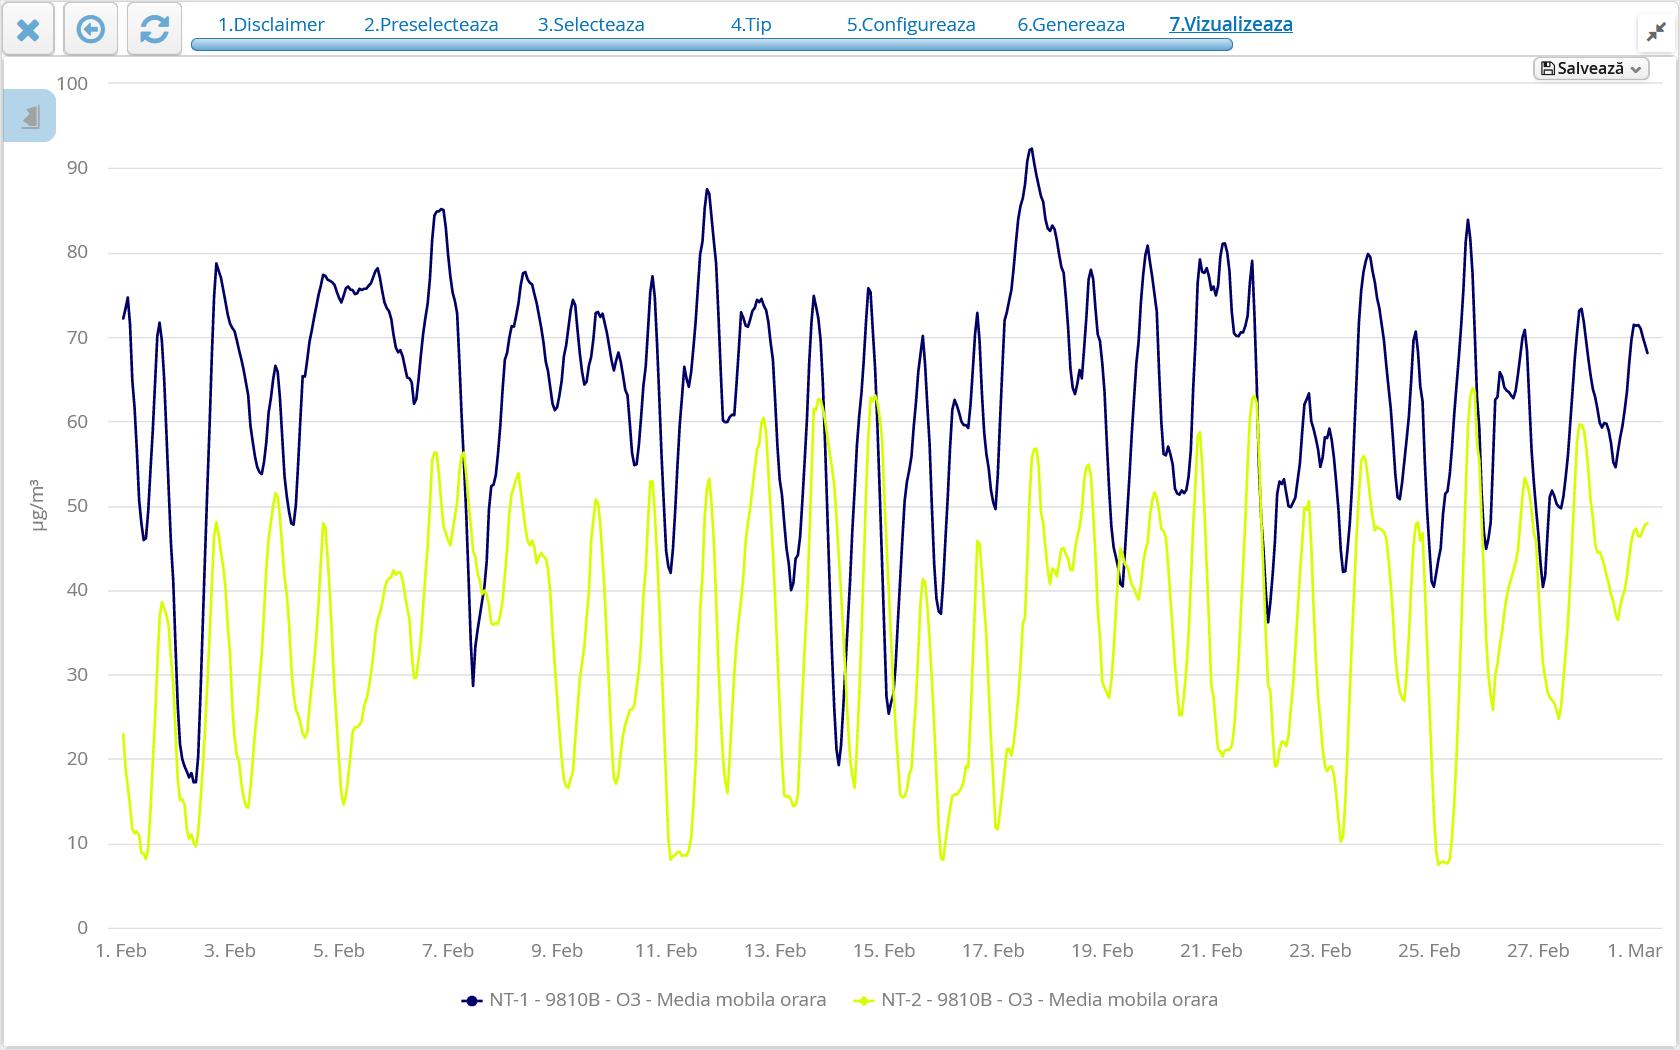 1.Disclaimer 2.Preselecteaza 3.Selecteaza 4.Tip 5.Configureaza 6.Genereaza 7.Vizualizeaza
Salvează
100
90
80
70
60
50
40
30
20
10
0
µg/m³
1. Feb 3. Feb 5. Feb 7. Feb 9. Feb 11. Feb 13. Feb 15. Feb 17. Feb 19. Feb 21. Feb 23. Feb 25. Feb 27. Feb 1. Mar
NT-1 - 9810B - O3 - Media mobila orara NT-2 - 9810B - O3 - Media mobila orara